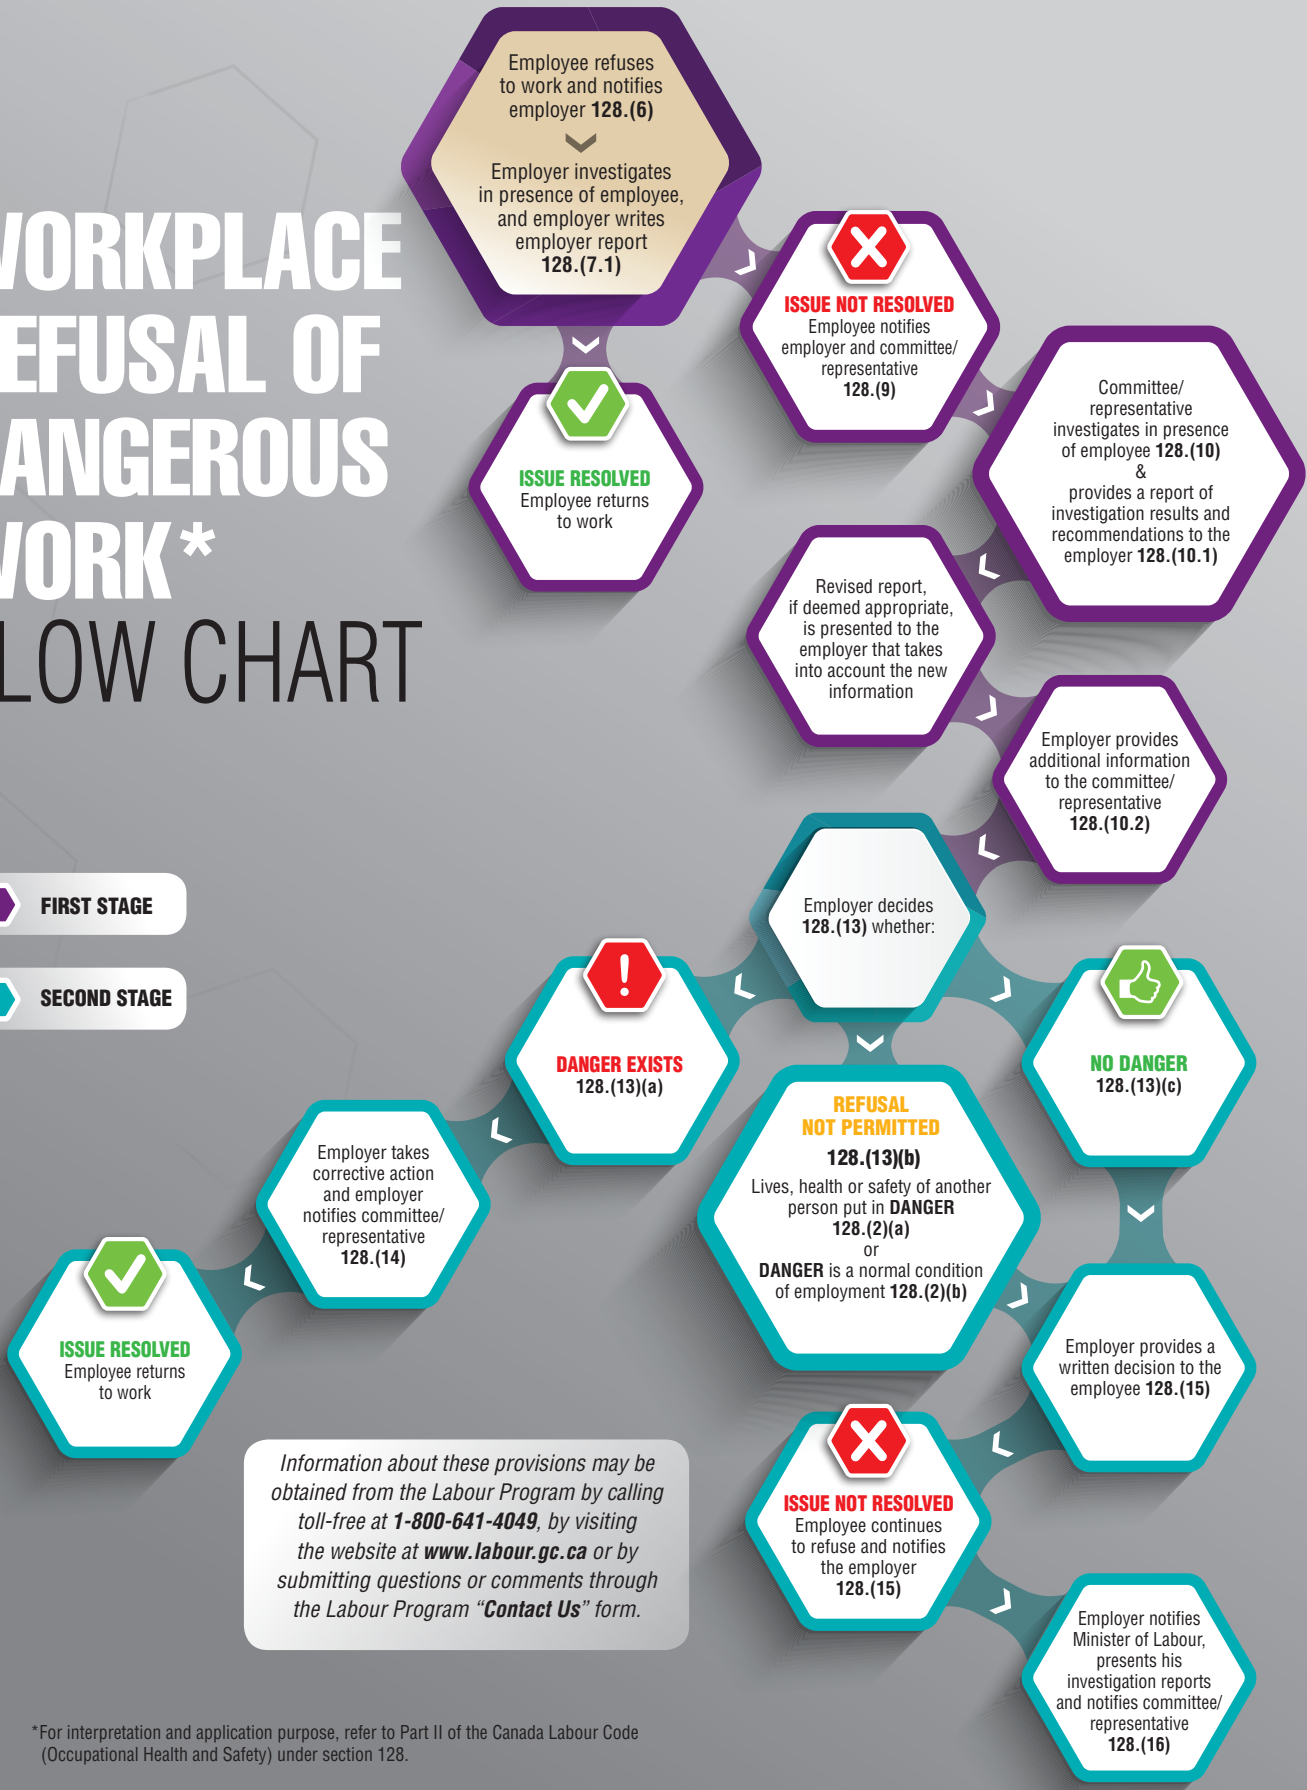 Employee refuses
to work and notifies
employer 128.(6)
Employer investigates
in presence of employee,
and employer writes
employer report
128.(7.1)
WORKPLACE
EFUSAL OF
ANGEROUS
WORK*
LOW CHART
ISSUE NOT RESOLVED
Employee notifies
employer and committee/
representative
128.(9)
ISSUE RESOLVED
Employee returns
to work
Committee/
representative
investigates in presence
of employee 128.(10)
&
provides a report of
investigation results and
recommendations to the
employer 128.(10.1)
Revised report,
if deemed appropriate,
is presented to the
employer that takes
into account the new
information
Employer provides
additional information
to the committee/
representative
128.(10.2)
FIRST STAGE
SECOND STAGE
Employer decides
128.(13) whether:
DANGER EXISTS
128.(13)(a)
NO DANGER
128.(13)(c)
REFUSAL
NOT PERMITTED
128.(13)(b)
Lives, health or safety of another
person put in DANGER
128.(2)(a)
or
DANGER is a normal condition
of employment 128.(2)(b)
Employer takes
corrective action
and employer
notifies committee/
representative
128.(14)
ISSUE RESOLVED
Employee returns
to work
Employer provides a
written decision to the
employee 128.(15)
ISSUE NOT RESOLVED
Employee continues
to refuse and notifies
the employer
128.(15)
Employer notifies
Minister of Labour,
presents his
investigation reports
and notifies committee/
representative
128.(16)
Information about these provisions may be
obtained from the Labour Program by calling
toll-free at 1-800-641-4049, by visiting
the website at www.labour.gc.ca or by
submitting questions or comments through
the Labour Program “Contact Us” form.
*For interpretation and application purpose, refer to Part II of the Canada Labour Code
(Occupational Health and Safety) under section 128.